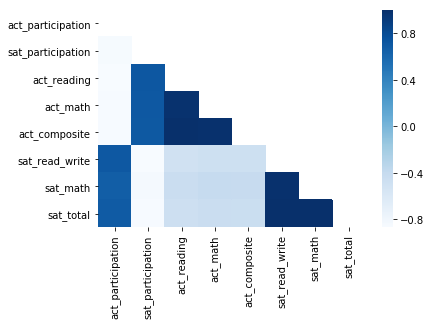 act_participation
sat_participation
act_reading
act_math
act_composite
sat_read_write
sat_math
sat_total
act_participation
sat_participation
act_reading
act_math
act_composite
sat_read_write
sat_math
sat_total
0.8
0.4
0.0
−0.4
−0.8